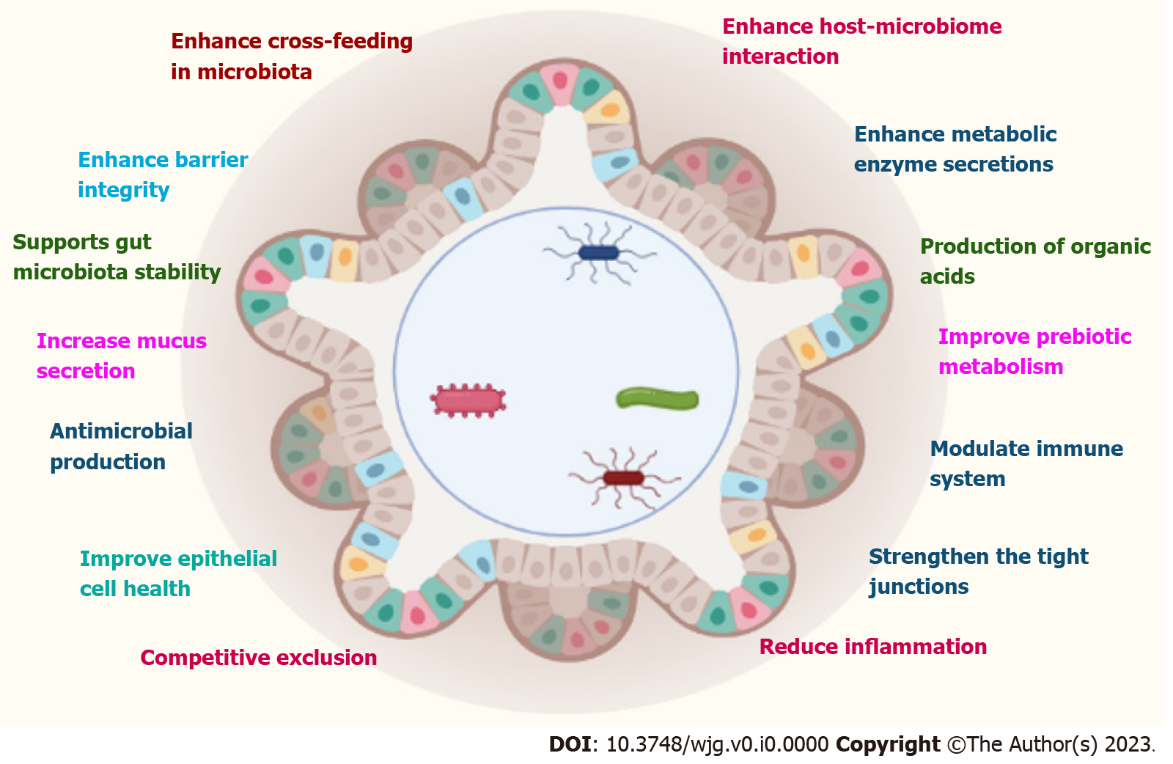 Enhance cross-feeding
in microbiota
Enhance host-microbiome
interaction
Enhance barrier
integrity
Enhance metabolic
enzyme secretions
Supports gut
microbiota stability
Production of organic
acids
Increase mucus
secretion
Improve prebiotic
metabolism
Antimicrobial
production
Modulate immune
system
Improve epithelial
cell health
Strengthen the tight
junctions
Competitive exclusion
Reduce inflammation
DOI: 10.3748/wjg.v0.i0.0000 Copyright ©The Author(s) 2023.